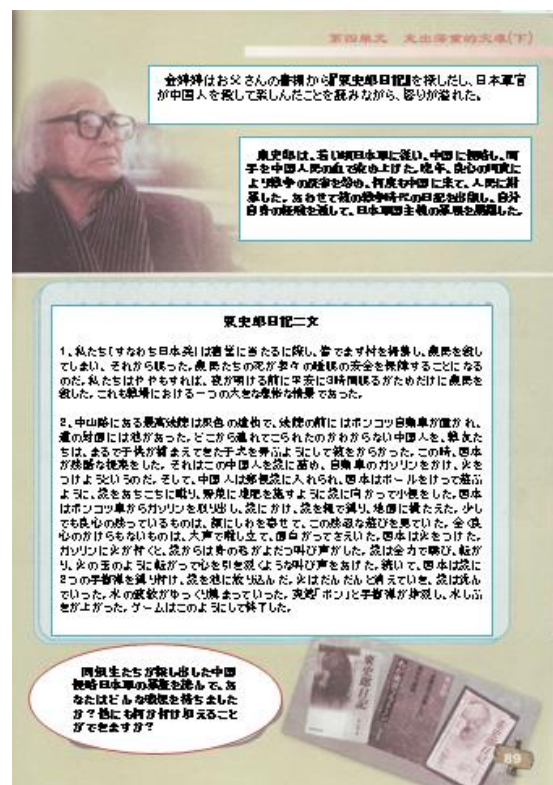 第四单元 文出落業的文章(下)
金婷婷はお父さんの書棚から『東史郎日記』を探しだし、日本軍官
が中国人を殺して楽しんだことを読みながら、怒りが溢れた。
東史郎は、若い頃日本軍に従い、中国に侵略し、両
手を中国人民の血で染め上げた。晩年、良心の呵責に
より戦争の反省を始め、何度も中国に来て、人民に謝
罪した。あわせて彼の戦争時代の日記を出版し、自分
自身の経験を通して、日本軍国主義の暴悪を暴露した。
東史郎日記二文
1、私たち(すなわち日本兵)は宿営に当たるに際し、皆でまず村を掃蕩し、農民を殺し
てしまい、それから眠った。農民たちの死が我々の睡眠の安全を保障することになる
のだ。私たちはややもすれば、夜が明ける前に平安に3時間眠るがためだけに農民を
殺した。これも戦場における一つの大きな悲惨な情景であった。
2、中山路にある最高法院は灰色の建物で、法院の前にはポンコツ自動車が置かれ、
道の対面には池があった。どこから連れてこられたのかわからない中国人を、戦友た
ちは、まるで子供が捕まえてきた子犬を弄ぶようにして彼をからかった。この時、西本
が残酷な提案をした。それはこの中国人を袋に詰め、自動車のガソリンをかけ、火を
つけようというのだ。そして、中国人は郵便袋に入れられ、西本はボールをけって遊ぶ
ように、袋をあちこちに蹴り、野菜に堆肥を施すように袋に向かって小便をした。西本
はポンコツ車からガソリンを取り出し、袋にかけ、袋を縄で縛り、地面に横たえた。少し
でも良心の残っているものは、額にしわを寄せて、この残忍な遊びを見ていた。全く良
心のかけらもないものは、大声で囃し立て、面白がってさえいた。西本は火をつけた。
ガソリンに火が付くと、袋からは身の毛がよだつ叫び声がした。袋は全力で跳び、転が
り、火の玉のように転がって心を引き裂くような叫び声をあげた。続いて、西本は袋に
2つの手榴弾を縛り付け、袋を池に放り込んだ。火はだんだんと消えていき、袋は沈ん
でいった。水の波紋がゆっくり静まっていった。突然「ボン」と手榴弾が炸裂し、水しぶ
きが上がった。ゲームはこのようにして終了した。
同級生たちが探し出した中国
侵略日本軍の罪証を読んで、あ
なたはどんな感想を持ちました
か？他にも何か付け加えること
ができますか？
東史郎日記
89